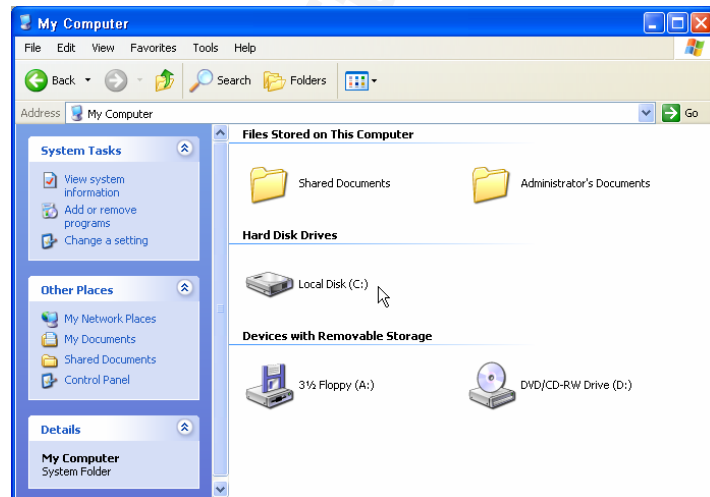 My Computer
File Edit View Favorites Tools Help
Back Search Folders
Address My Computer Go
System Tasks
View system
information
Add or remove
programs
Change a setting
Other Places
My Network Places
My Documents
Shared Documents
Control Panel
Details
My Computer
System Folder
Files Stored on This Computer
Shared Documents Administrator's Documents
Hard Disk Drives
Local Disk (C:)
Devices with Removable Storage
3½ Floppy (A:) DVD/CD-RW Drive (D:)